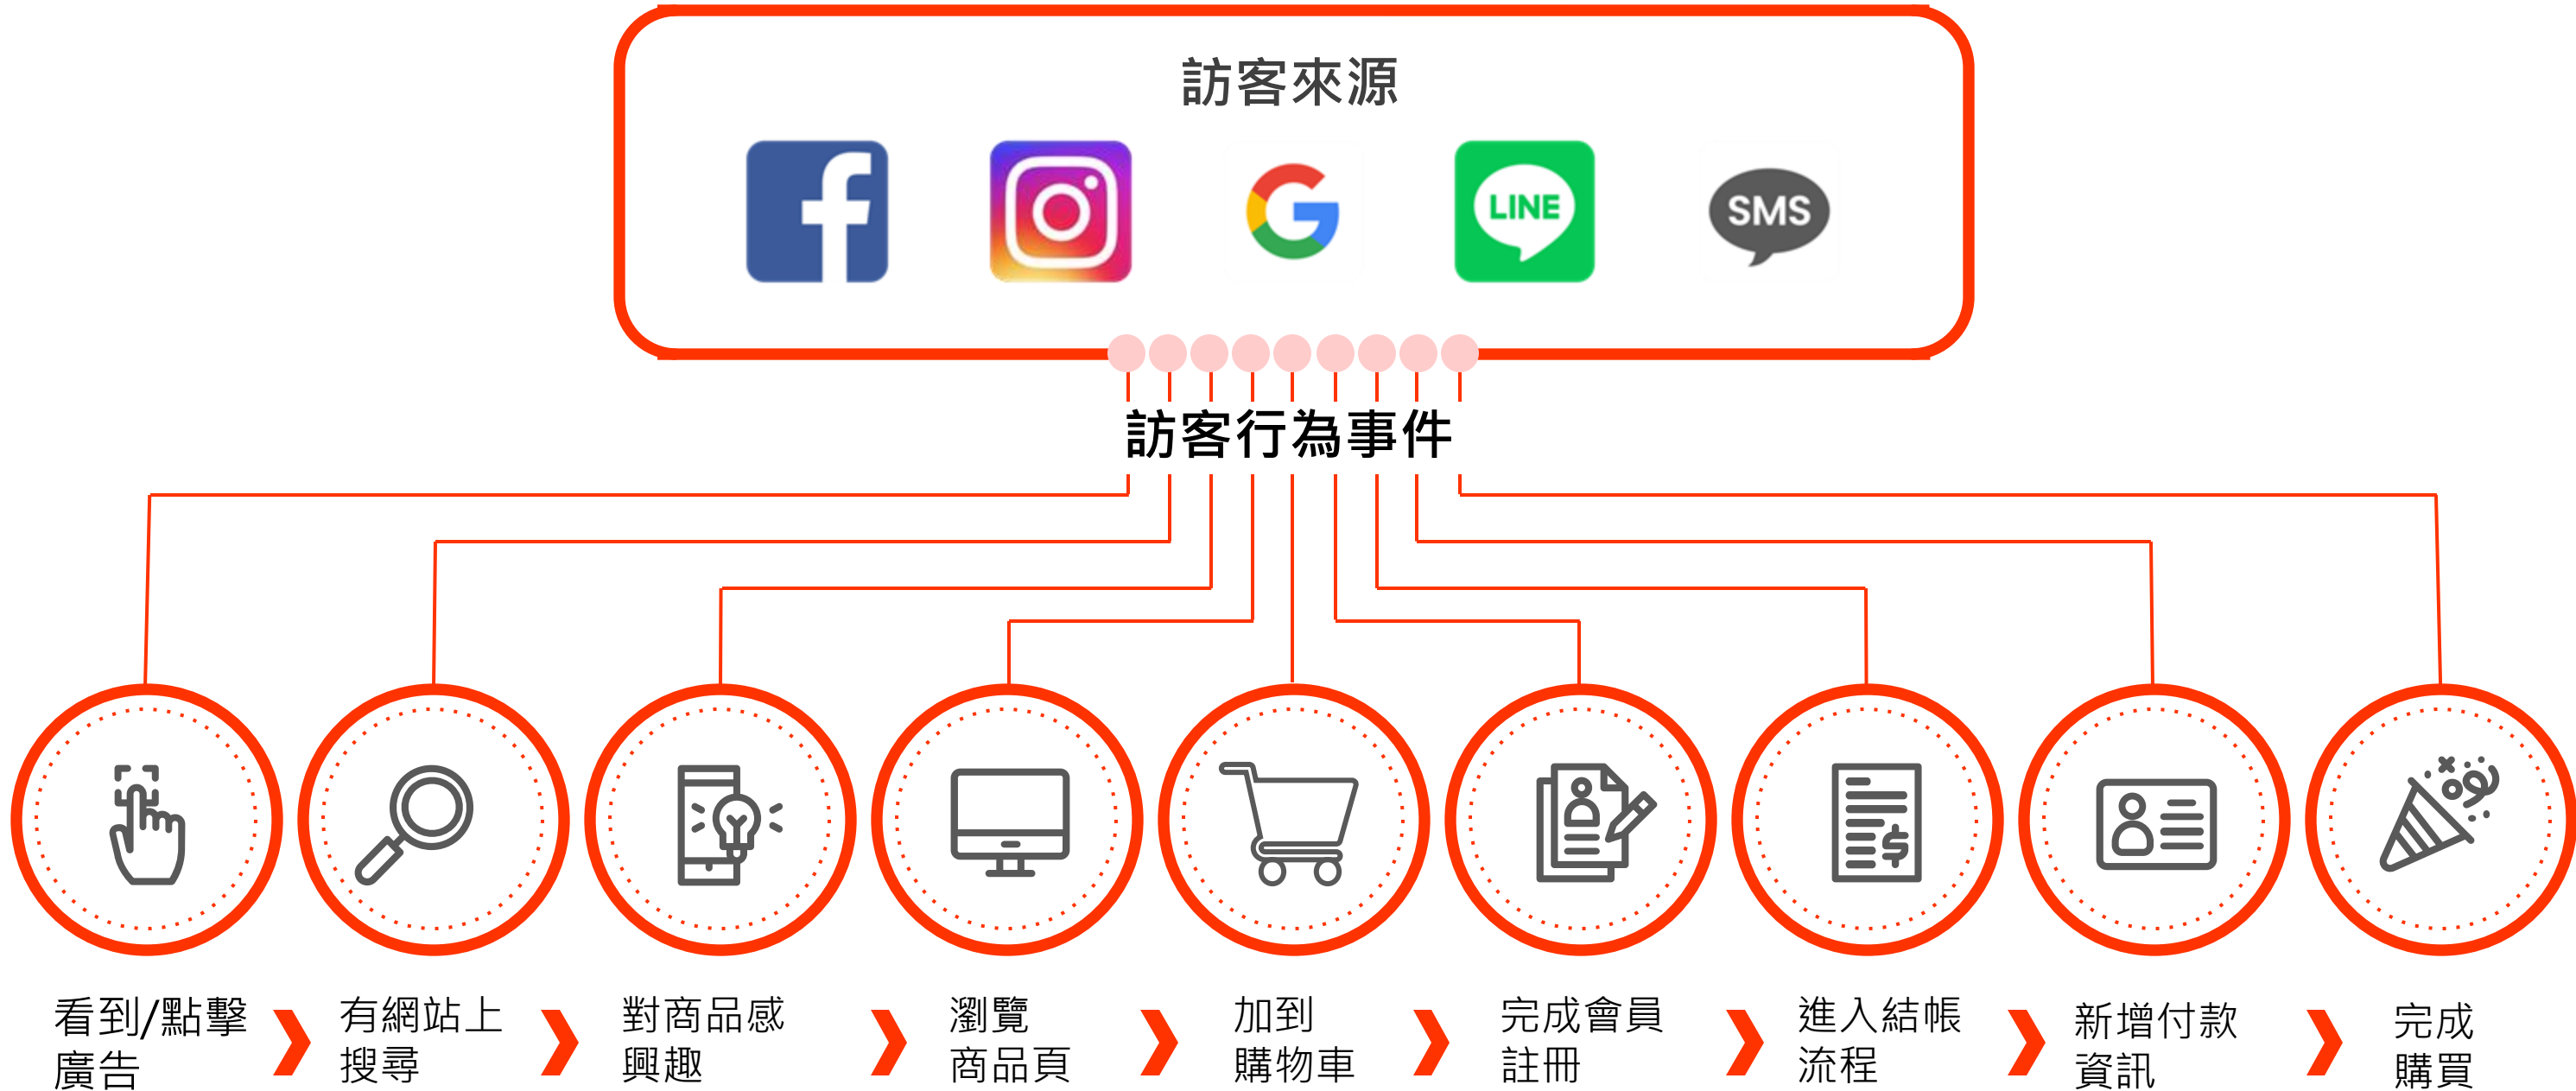 訪客來源
LINE
SMS
訪客行為事件
看到/點擊
廣告
有網站上
搜尋
對商品感
興趣
瀏覽
商品頁
加到
購物車
完成會員
註冊
進入結帳
流程
新增付款
資訊
完成
購買